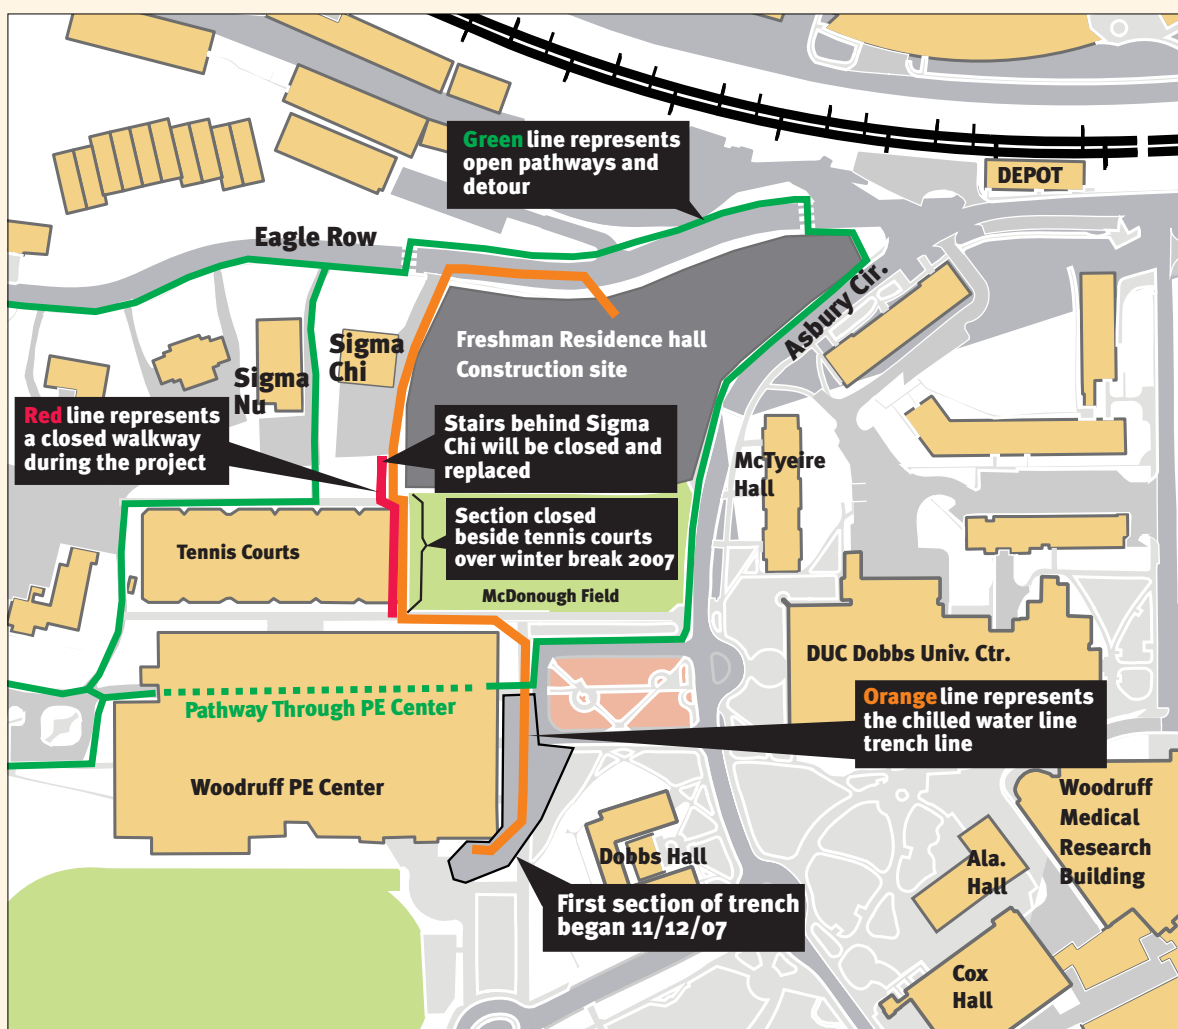 Green line represents
open pathways and
detour
DEPOT
Eagle Row
Asbury Cir.
Freshman Residence hall
Construction site
Sigma
Chi
Sigma
Nu
Red line represents
a closed walkway
during the project
Stairs behind Sigma
Chi will be closed and
replaced
McTyeire
Hall
Section closed
beside tennis courts
over winter break 2007
Tennis Courts
McDonough Field
DUC Dobbs Univ. Ctr.
Pathway Through PE Center
Orange line represents
the chilled water line
trench line
Woodruff PE Center
Woodruff
Medical
Research
Building
Dobbs Hall
Ala.
Hall
First section of trench
began 11/12/07
Cox
Hall